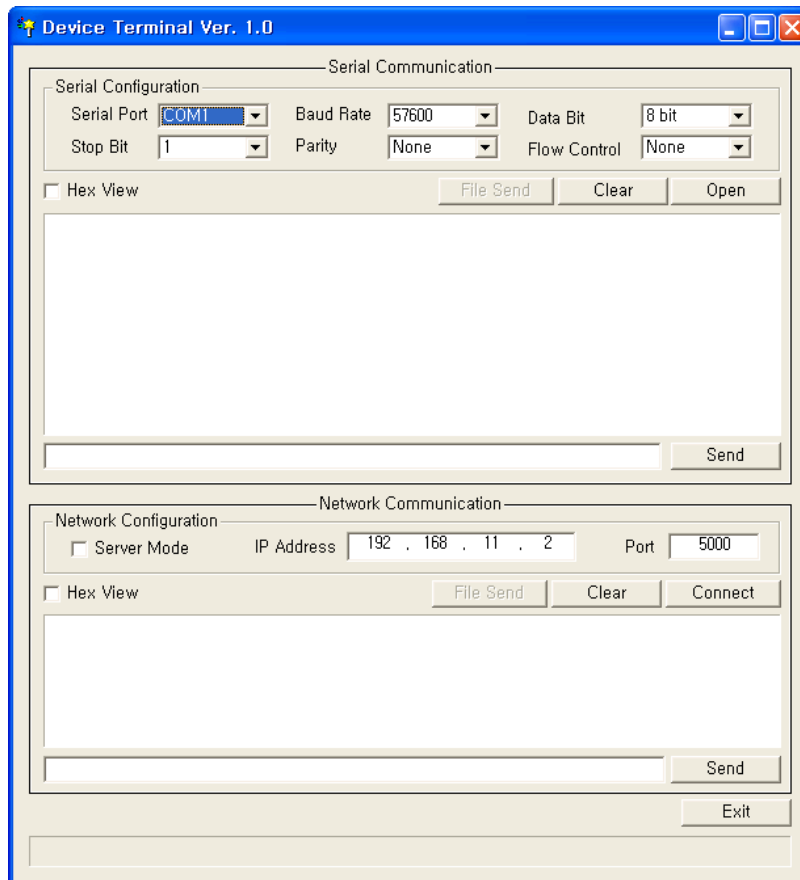 Device Terminal Ver. 1.0
Serial Communication
Serial Configuration
Serial Port COM1 Baud Rate 57600 Data Bit 8 bit
Stop Bit 1 Parity None Flow Control None
Hex View File Send Clear Open
Send
Network Communication
Network Configuration
Server Mode IP Address 192 . 168 . 11 . 2 Port 5000
Hex View File Send Clear Connect
Send
Exit